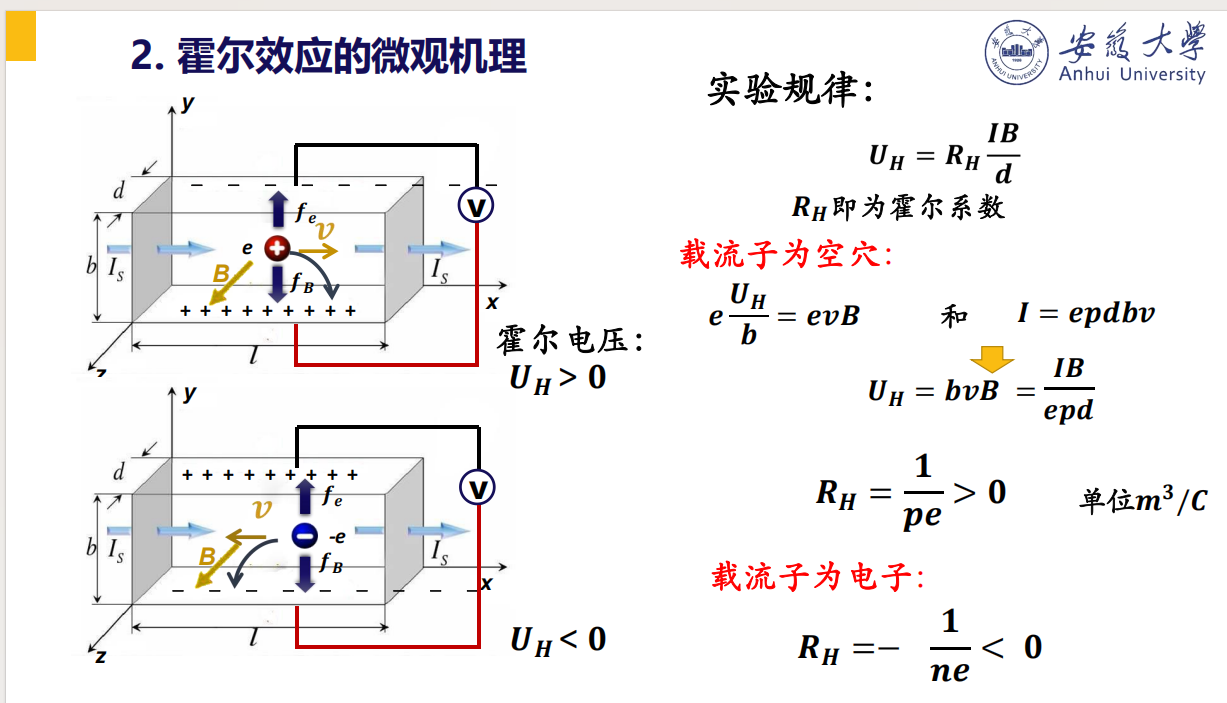 2. 霍尔效应的微观机理
安徽大学
Anhui University
ANHUI UNIVERSITY
y
d
b
I_S
− − − − − − − − −
f_e
e
+
v
B
f_B
+ + + + + + + + +
I_S
x
z
l
V
霍尔电压：
U_H > 0
y
d
b
I_S
+ + + + + + + + +
f_e
v
-e
B
f_B
− − − − − − − − −
I_S
x
z
l
V
U_H < 0
实验规律：
U_H = R_H IB/d
R_H即为霍尔系数
载流子为空穴：
e U_H/b = evB 和 I = epdbv
U_H = bvB = IB/epd
R_H = 1/pe > 0 单位m³/C
载流子为电子：
R_H =− 1/ne < 0